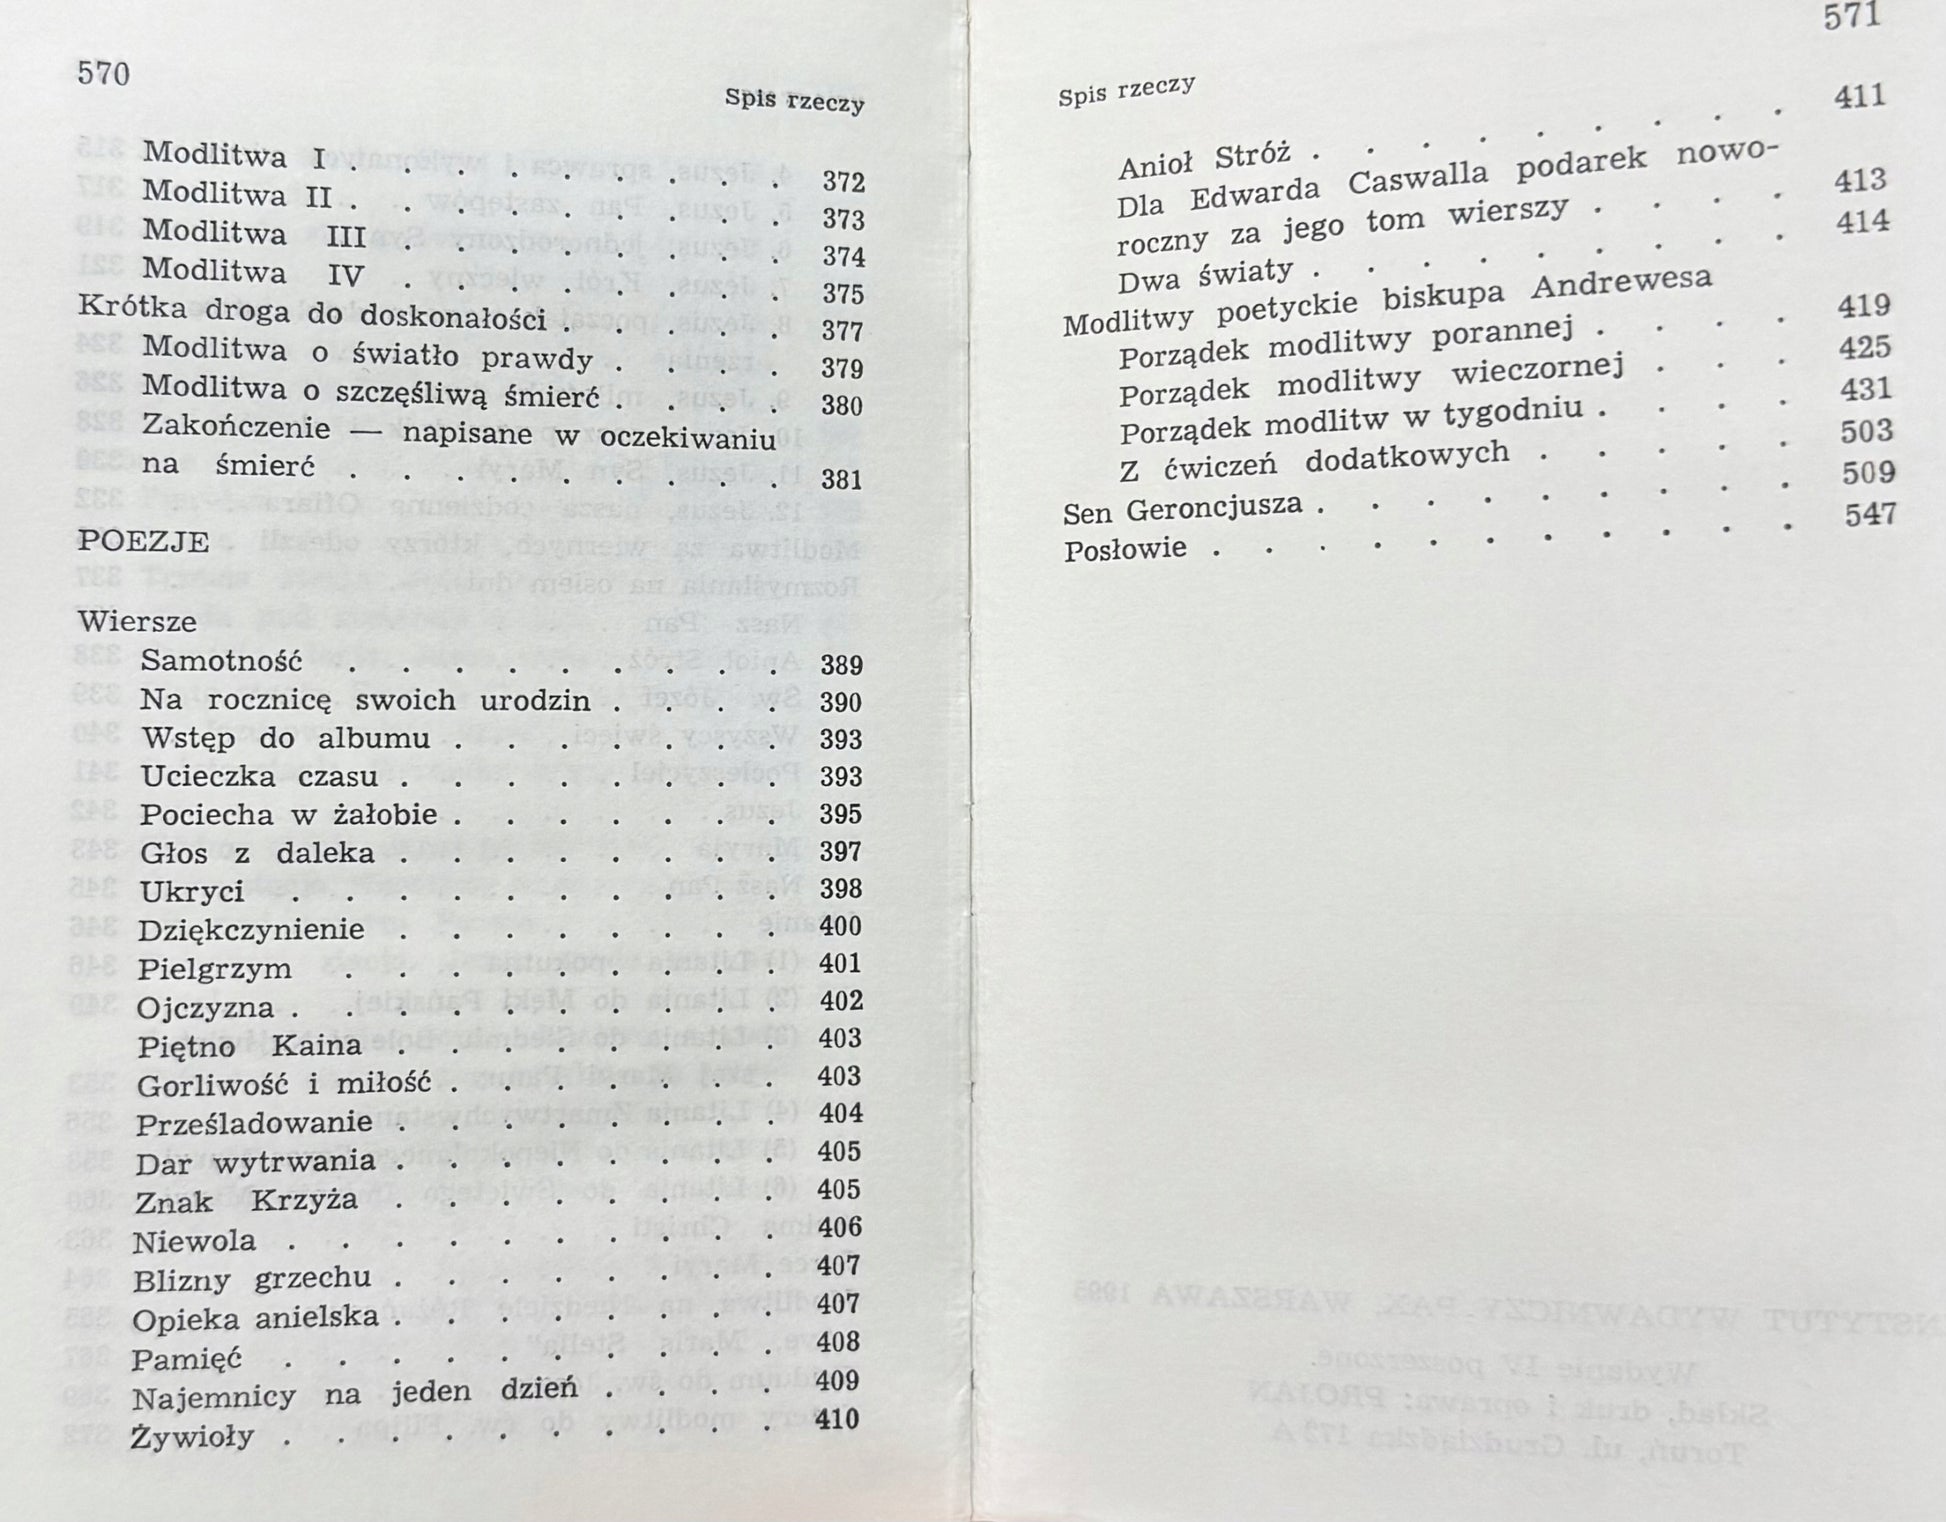 570
Spis rzeczy
Modlitwa I . . . . . . . . . 372
Modlitwa II . . . . . . . . . 373
Modlitwa III . . . . . . . . 374
Modlitwa IV . . . . . . . . 375
Krótka droga do doskonałości . . . . . 377
Modlitwa o światło prawdy . . . . 379
Modlitwa o szczęśliwą śmierć . . . . 380
Zakończenie — napisane w oczekiwaniu
na śmierć . . . . . . . . . 381
POEZJE
Wiersze
Samotność . . . . . . . . . 389
Na rocznicę swoich urodzin . . . . 390
Wstęp do albumu . . . . . . . 393
Ucieczka czasu . . . . . . . . 393
Pociecha w żałobie . . . . . . . 395
Głos z daleka . . . . . . . . 397
Ukryci . . . . . . . . . . 398
Dziękczynienie . . . . . . . . 400
Pielgrzym . . . . . . . . . 401
Ojczyzna . . . . . . . . . . 402
Piętno Kaina . . . . . . . . 403
Gorliwość i miłość . . . . . . . 403
Prześladowanie . . . . . . . . 404
Dar wytrwania . . . . . . . . 405
Znak Krzyża . . . . . . . . 405
Niewola . . . . . . . . . . 406
Blizny grzechu . . . . . . . . 407
Opieka anielska . . . . . . . . 407
Pamięć . . . . . . . . . . 408
Najemnicy na jeden dzień . . . . 409
Żywioły . . . . . . . . . . 410
571
Spis rzeczy
Anioł Stróż . . . . . . . . . 411
Dla Edwarda Caswalla podarek nowo-
roczny za jego tom wierszy . . . . 413
Dwa światy . . . . . . . . . 414
Modlitwy poetyckie biskupa Andrewesa
Porządek modlitwy porannej . . . . 419
Porządek modlitwy wieczornej . . . 425
Porządek modlitw w tygodniu . . . . 431
Z ćwiczeń dodatkowych . . . . . 503
Sen Geroncjusza . . . . . . . . . 509
Posłowie . . . . . . . . . . . 547